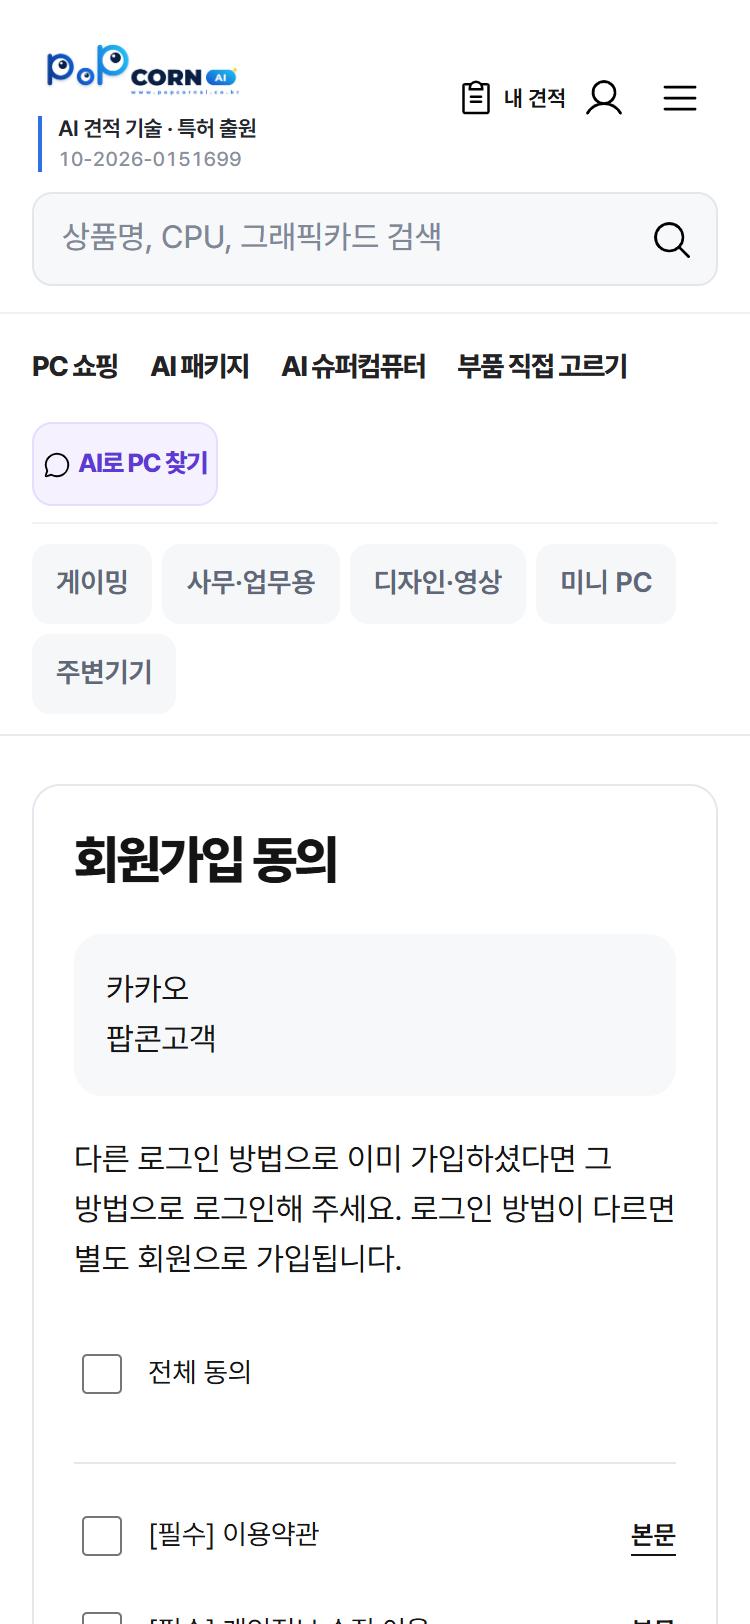 PoP CORN AI
www.popcornai.co.kr
AI 견적 기술 · 특허 출원
10-2026-0151699
내 견적
상품명, CPU, 그래픽카드 검색
PC 쇼핑
AI 패키지
AI 슈퍼컴퓨터
부품 직접 고르기
AI로 PC 찾기
게이밍
사무·업무용
디자인·영상
미니 PC
주변기기
회원가입 동의
카카오
팝콘고객
다른 로그인 방법으로 이미 가입하셨다면 그
방법으로 로그인해 주세요. 로그인 방법이 다르면
별도 회원으로 가입됩니다.
전체 동의
[필수] 이용약관
본문